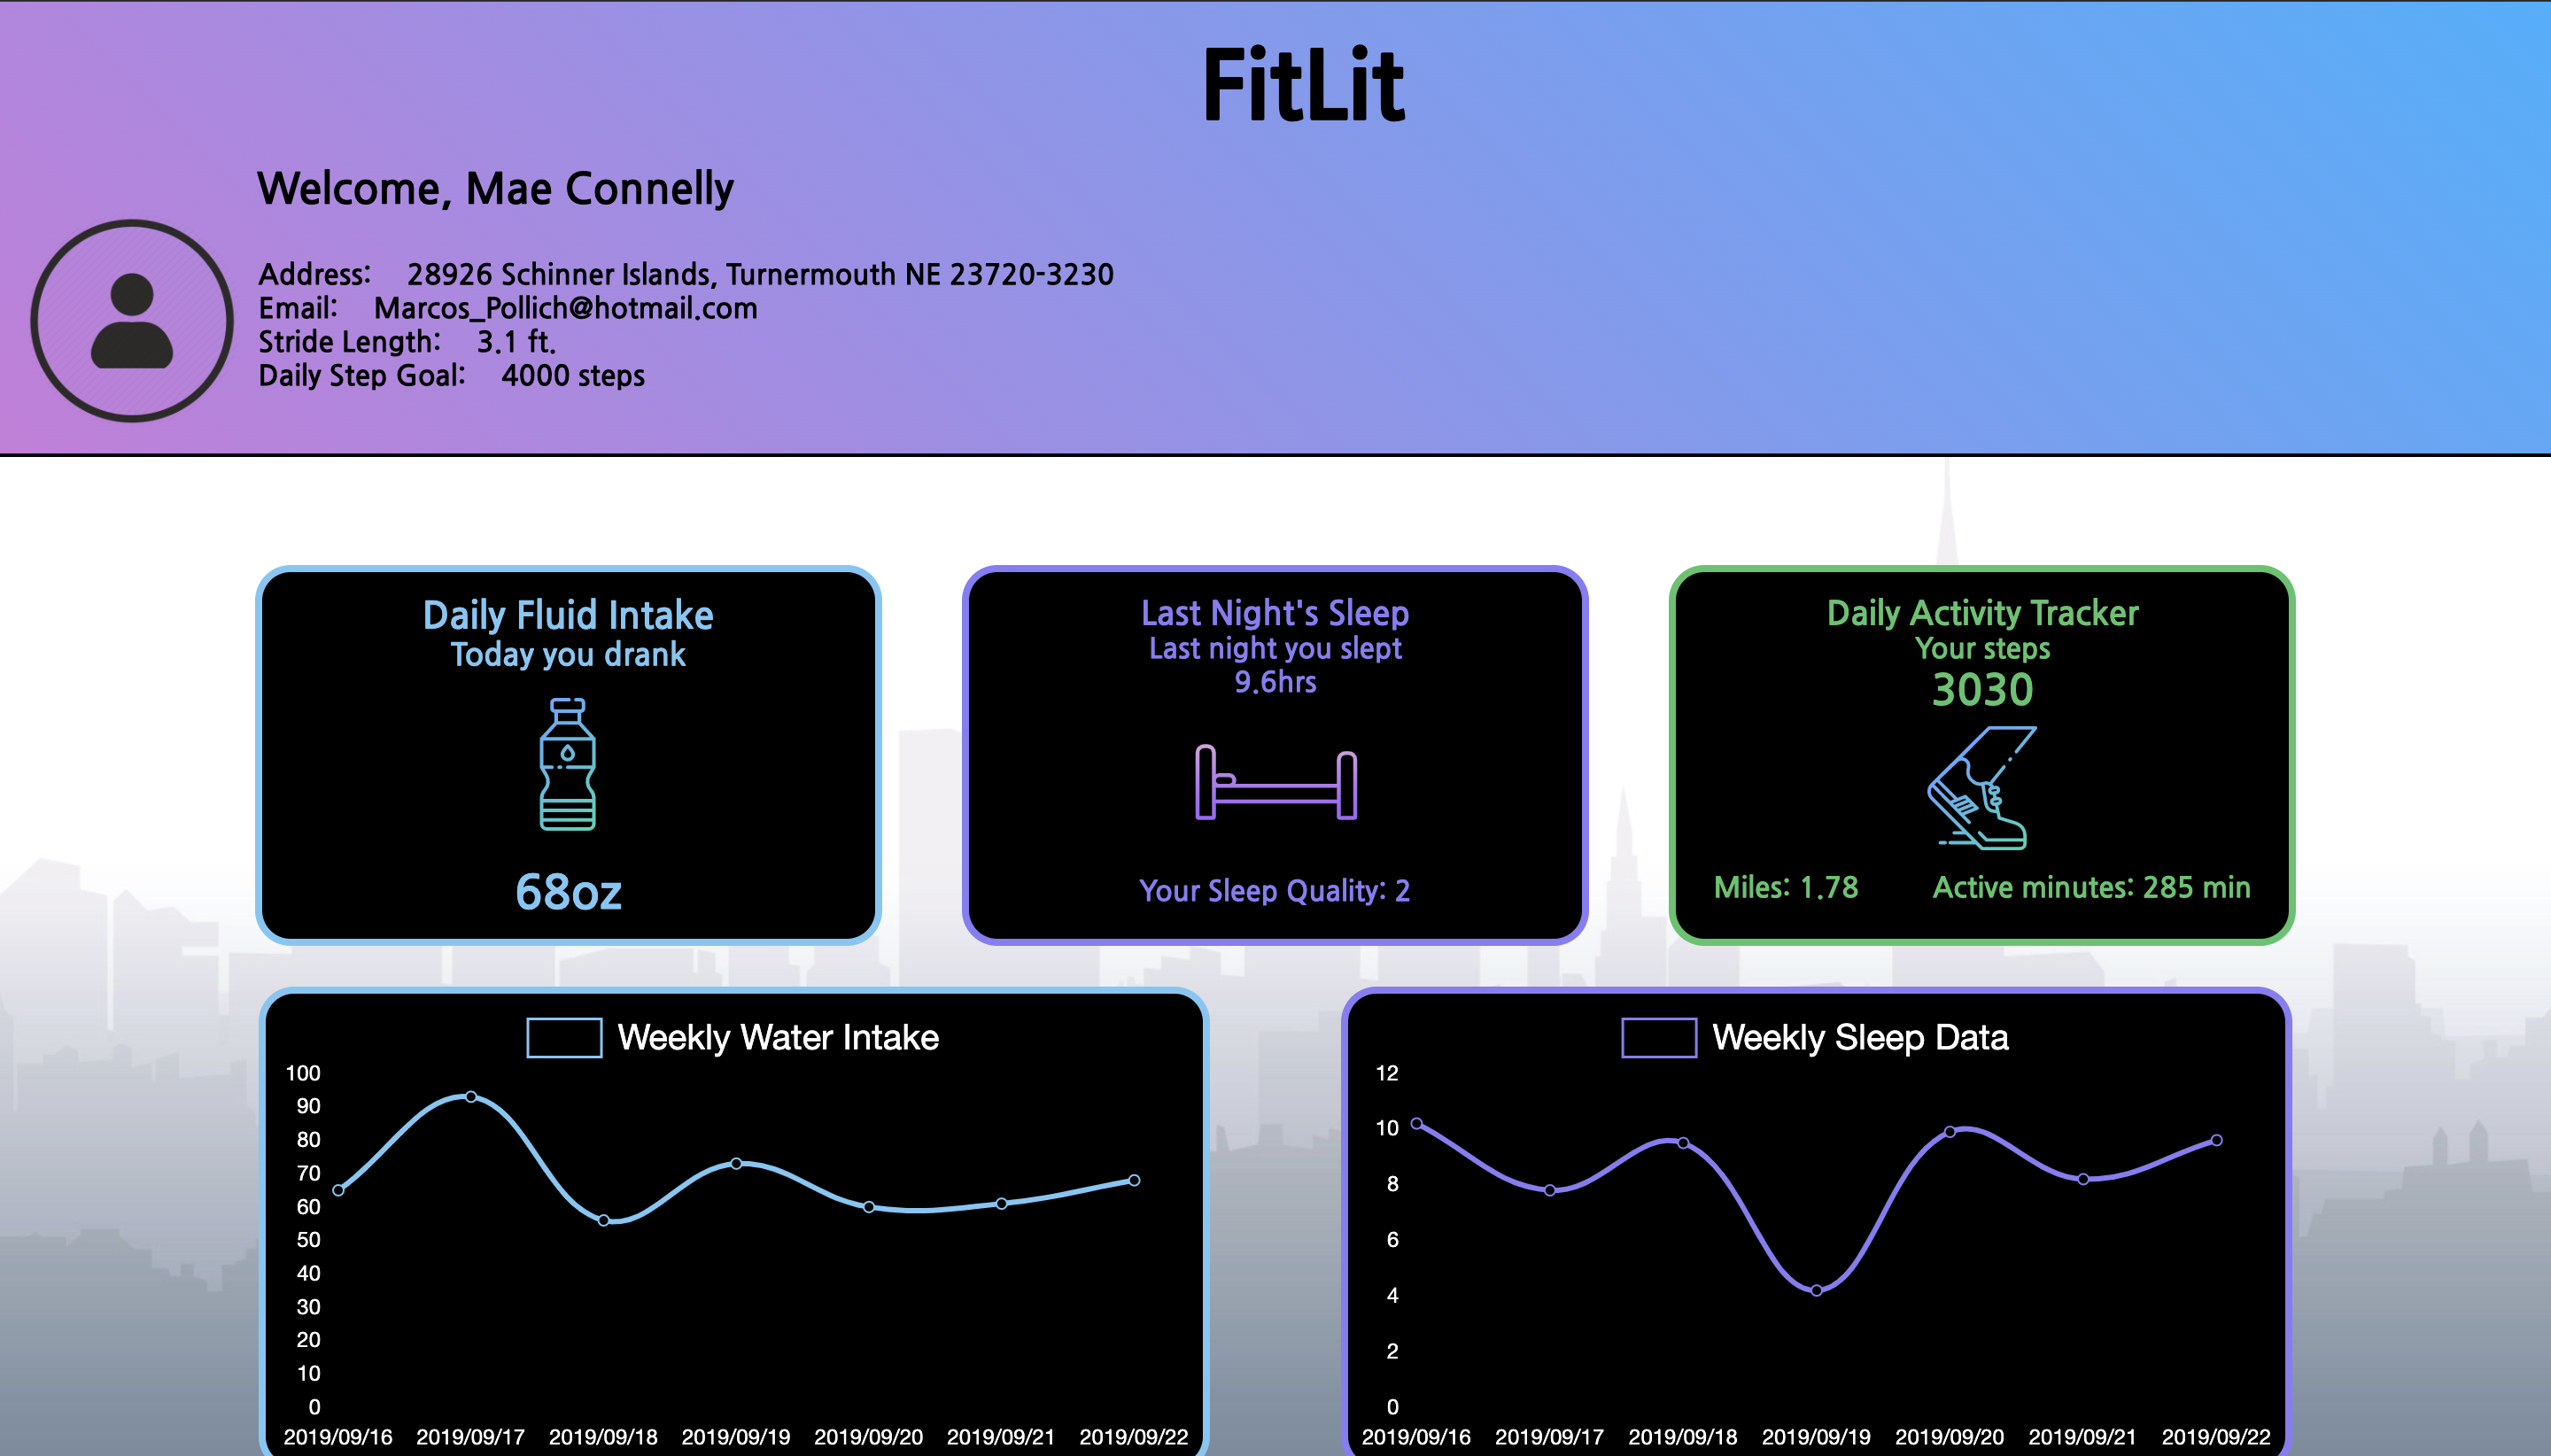 FitLit
Welcome, Mae Connelly
Address: 28926 Schinner Islands, Turnermouth NE 23720-3230
Email: Marcos_Pollich@hotmail.com
Stride Length: 3.1 ft.
Daily Step Goal: 4000 steps
Daily Fluid Intake
Today you drank
68oz
Last Night's Sleep
Last night you slept
9.6hrs
Your Sleep Quality: 2
Daily Activity Tracker
Your steps
3030
Miles: 1.78 Active minutes: 285 min
Weekly Water Intake
100
90
80
70
60
50
40
30
20
10
0
2019/09/16 2019/09/17 2019/09/18 2019/09/19 2019/09/20 2019/09/21 2019/09/22
Weekly Sleep Data
12
10
8
6
4
2
0
2019/09/16 2019/09/17 2019/09/18 2019/09/19 2019/09/20 2019/09/21 2019/09/22